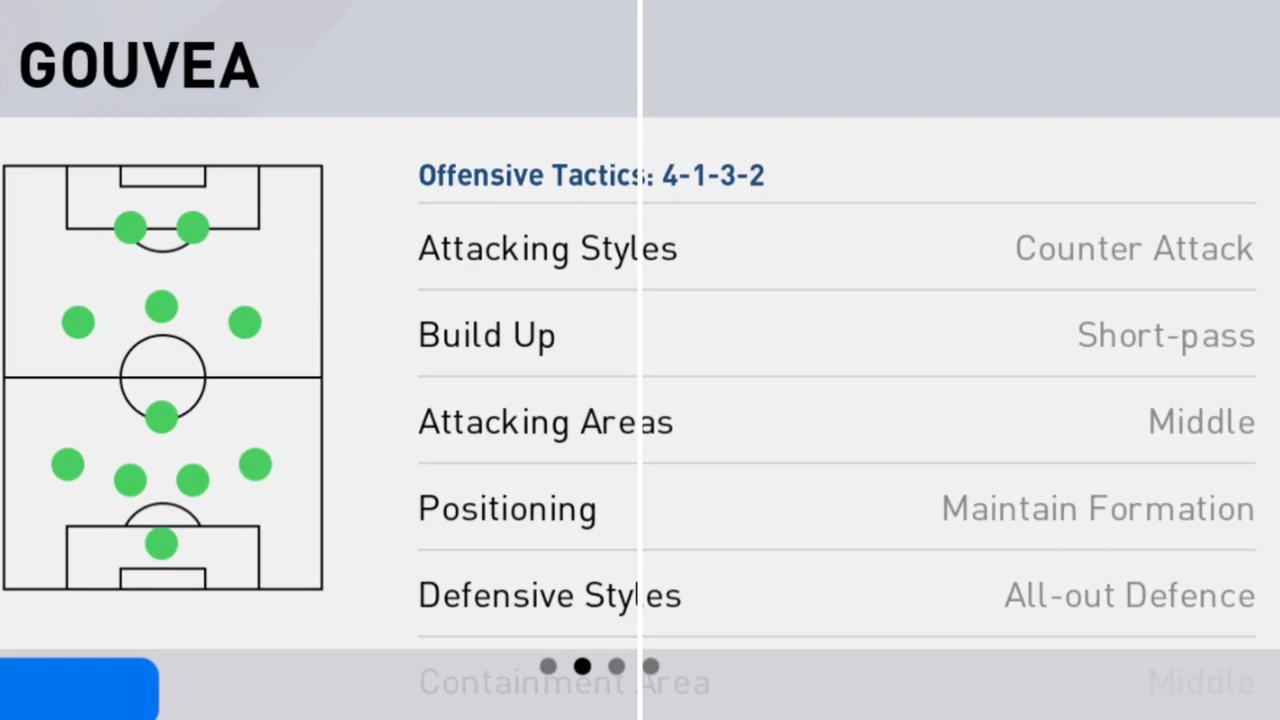 GOUVEA
Offensive Tactics: 4-1-3-2
Attacking Styles Counter Attack
Build Up Short-pass
Attacking Areas Middle
Positioning Maintain Formation
Defensive Styles All-out Defence
Containment Area Middle